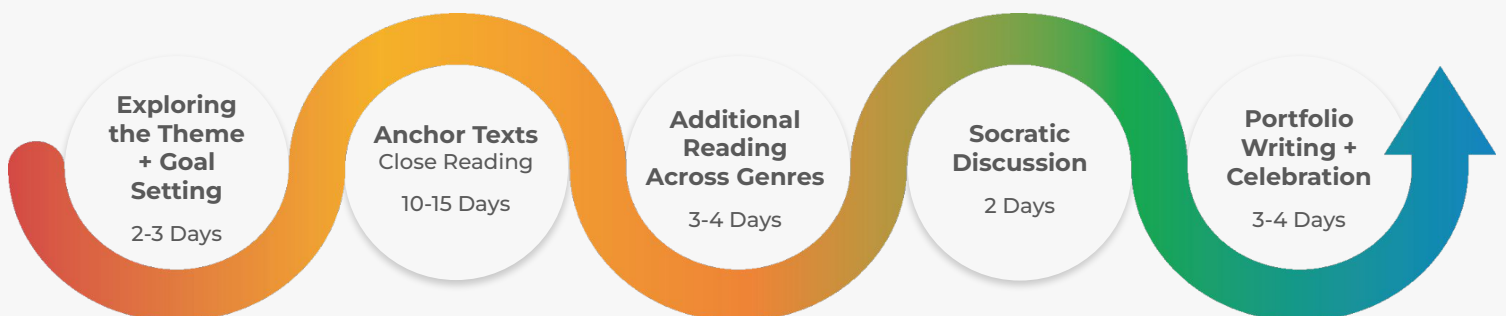 Exploring
the Theme
+ Goal
Setting
2-3 Days
Anchor Texts
Close Reading
10-15 Days
Additional
Reading
Across Genres
3-4 Days
Socratic
Discussion
2 Days
Portfolio
Writing +
Celebration
3-4 Days